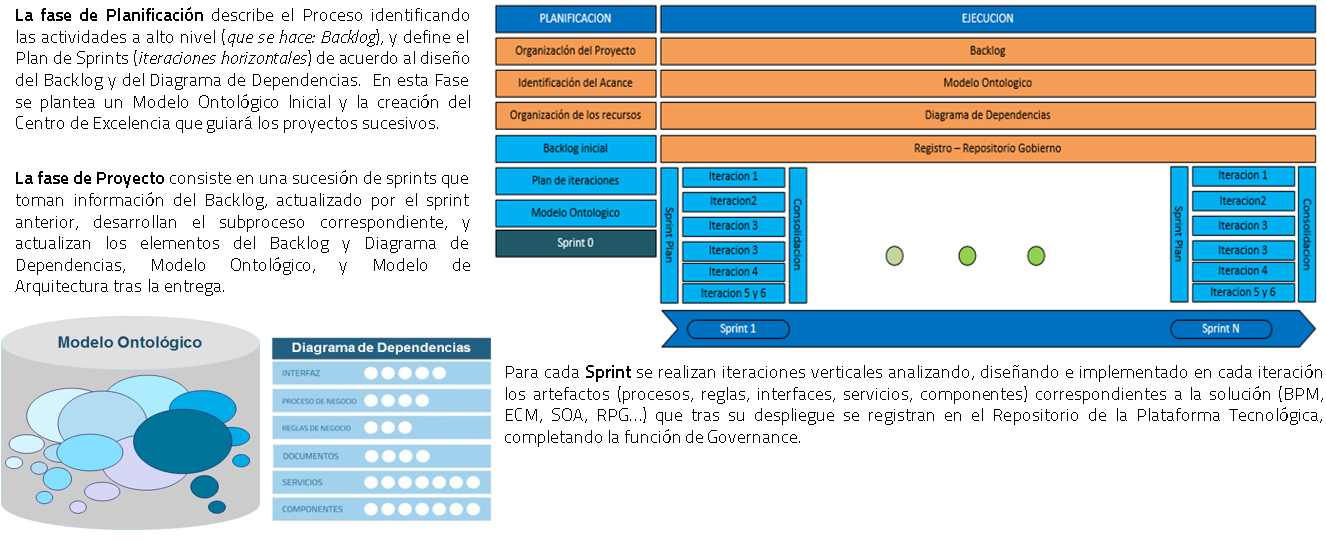 La fase de Planificación describe el Proceso identificando
las actividades a alto nivel (que se hace: Backlog), y define el
Plan de Sprints (iteraciones horizontales) de acuerdo al diseño
del Backlog y del Diagrama de Dependencias. En esta Fase
se plantea un Modelo Ontológico Inicial y la creación del
Centro de Excelencia que guiará los proyectos sucesivos.
La fase de Proyecto consiste en una sucesión de sprints que
toman información del Backlog, actualizado por el sprint
anterior, desarrollan el subproceso correspondiente, y
actualizan los elementos del Backlog y Diagrama de
Dependencias, Modelo Ontológico, y Modelo de
Arquitectura tras la entrega.
PLANIFICACION
Organización del Proyecto
Identificación del Acance
Organización de los recursos
Backlog inicial
Plan de iteraciones
Modelo Ontologico
Sprint 0
EJECUCION
Backlog
Modelo Ontologico
Diagrama de Dependencias
Registro – Repositorio Gobierno
Sprint Plan
Iteracion 1
Iteracion2
Iteracion 3
Iteracion 3
Iteracion 4
Iteracion 5 y 6
Consolidacion
Sprint Plan
Iteracion 1
Iteracion2
Iteracion 3
Iteracion 3
Iteracion 4
Iteracion 5 y 6
Consolidacion
Sprint 1
Sprint N
Modelo Ontológico
Diagrama de Dependencias
INTERFAZ
PROCESO DE NEGOCIO
REGLAS DE NEGOCIO
DOCUMENTOS
SERVICIOS
COMPONENTES
Para cada Sprint se realizan iteraciones verticales analizando, diseñando e implementado en cada iteración
los artefactos (procesos, reglas, interfaces, servicios, componentes) correspondientes a la solución (BPM,
ECM, SOA, RPG...) que tras su despliegue se registran en el Repositorio de la Plataforma Tecnológica,
completando la función de Governance.